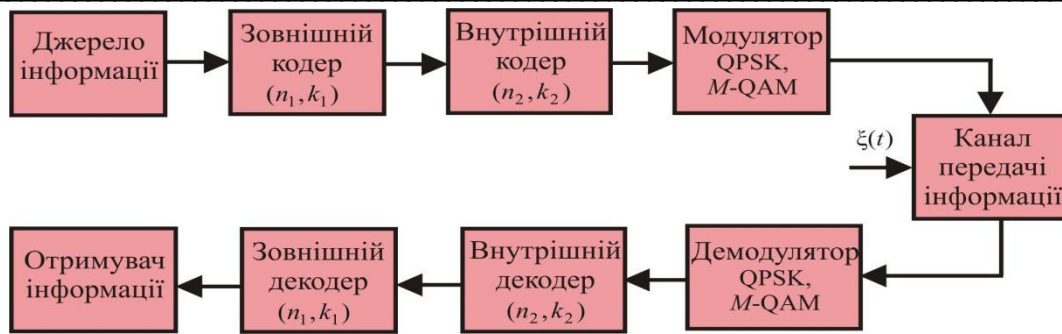 Джерело
інформації
Зовнішній
кодер
(n₁, k₁)
Внутрішній
кодер
(n₂, k₂)
Модулятор
QPSK,
M-QAM
ξ(t)
Канал
передачі
інформації
Отримувач
інформації
Зовнішній
декодер
(n₁, k₁)
Внутрішній
декодер
(n₂, k₂)
Демодулятор
QPSK,
M-QAM